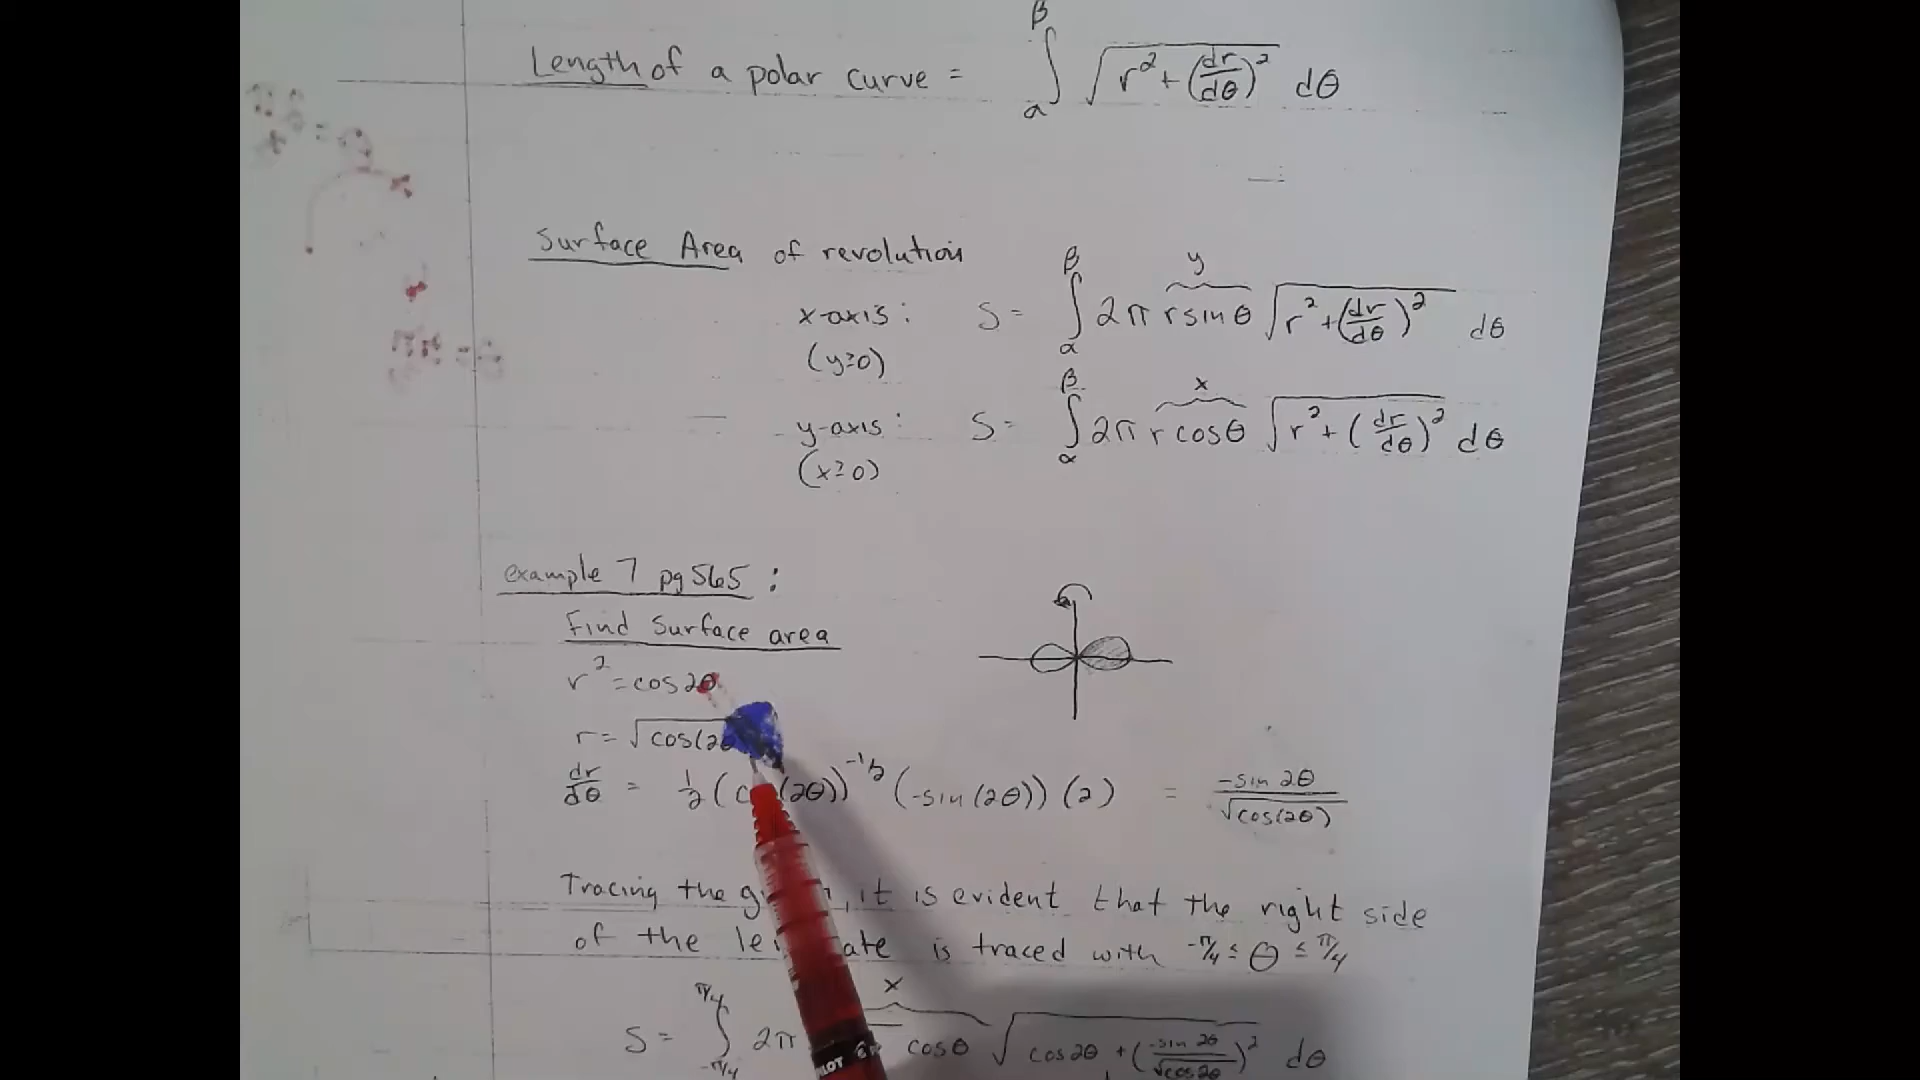 Length of a polar curve = ∫_α^β √(r² + (dr/dθ)²) dθ
Surface Area of revolution
y
x-axis: S = ∫_α^β 2π r sin θ √(r² + (dr/dθ)²) dθ
(y≥0)
x
y-axis: S = ∫_α^β 2π r cos θ √(r² + (dr/dθ)²) dθ
(x≥0)
example 7 pg 565:
Find Surface area
r² = cos 2θ
r = √cos(2
dr/dθ = 1/2 (c (2θ))^(-1/2) (-sin(2θ)) (2) = -sin 2θ / √cos(2θ)
Tracing the , it is evident that the right side
of the is traced with -π/4 ≤ θ ≤ π/4
x
S = ∫_(-π/4)^(π/4) 2π cos θ √(cos 2θ + (-sin 2θ / √cos 2θ)²) dθ